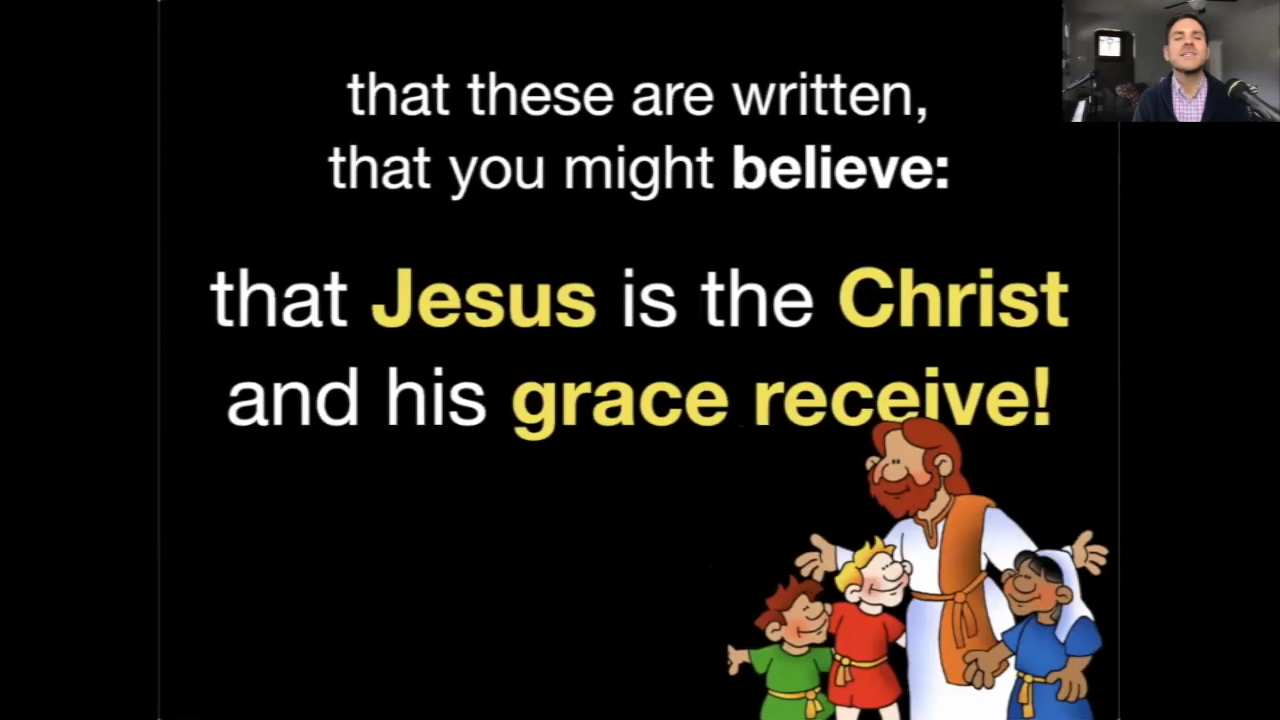 that these are written,
that you might believe:
that Jesus is the Christ
and his grace receive!